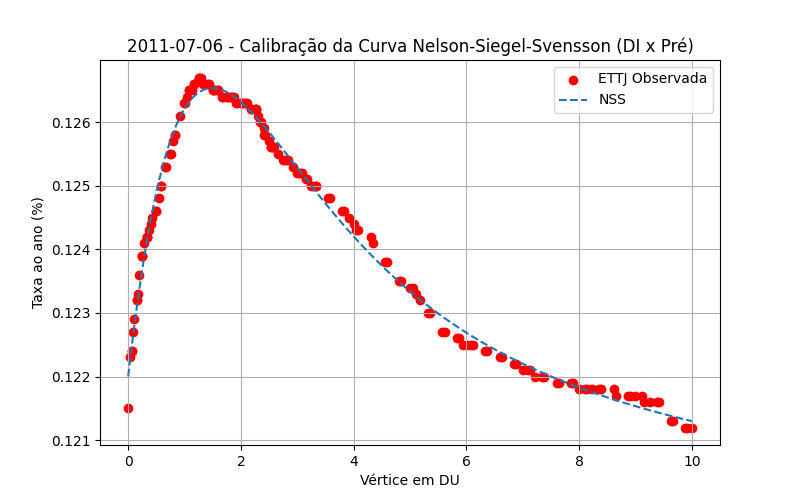 2011-07-06 - Calibração da Curva Nelson-Siegel-Svensson (DI x Pré)
ETTJ Observada
NSS
Taxa ao ano (%)
0.126
0.125
0.124
0.123
0.122
0.121
0 2 4 6 8 10
Vértice em DU